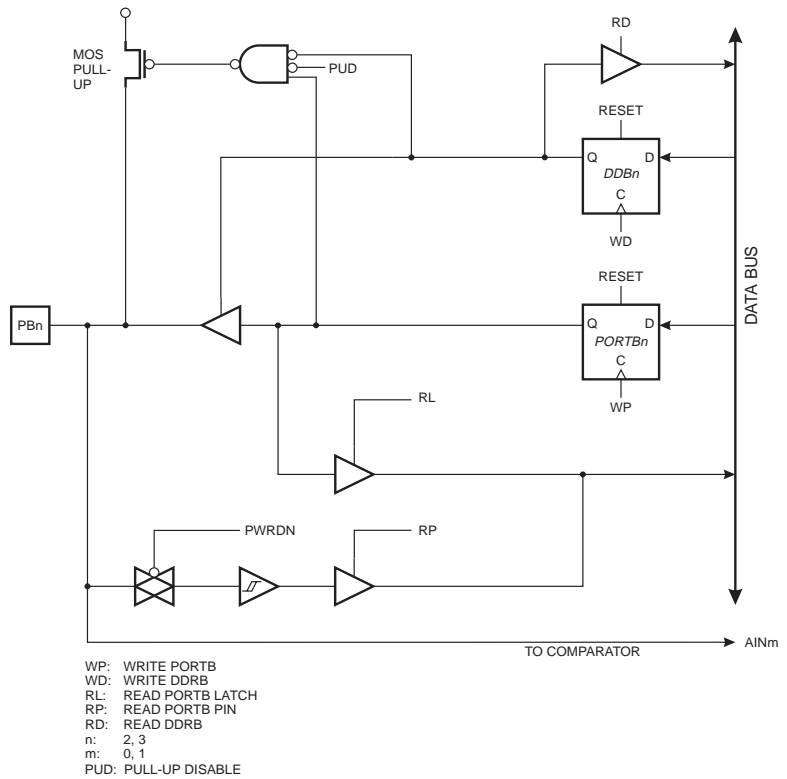 RD
MOS
PULL-
UP
PUD
RESET
Q D
DDBn
C
WD
DATA BUS
RESET
PBn
Q D
PORTBn
C
WP
RL
PWRDN
RP
TO COMPARATOR
AINm
WP: WRITE PORTB
WD: WRITE DDRB
RL: READ PORTB LATCH
RP: READ PORTB PIN
RD: READ DDRB
n: 2, 3
m: 0, 1
PUD: PULL-UP DISABLE